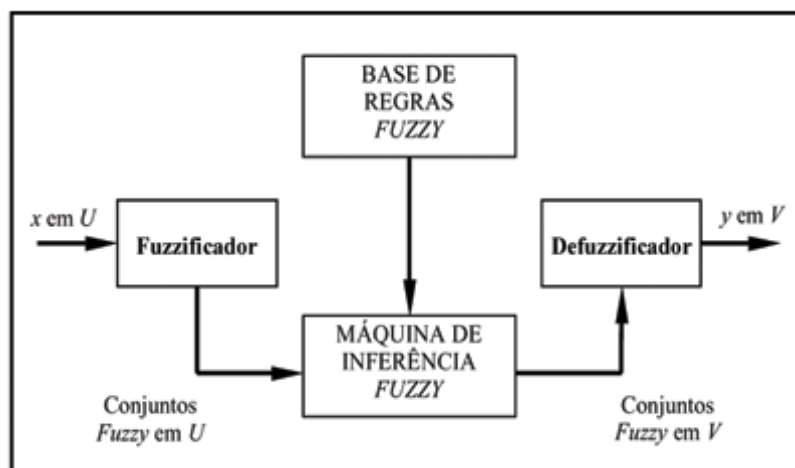 BASE DE
REGRAS
FUZZY
x em U
Fuzzificador
Defuzzificador
y em V
MÁQUINA DE
INFERÊNCIA
FUZZY
Conjuntos
Fuzzy em U
Conjuntos
Fuzzy em V